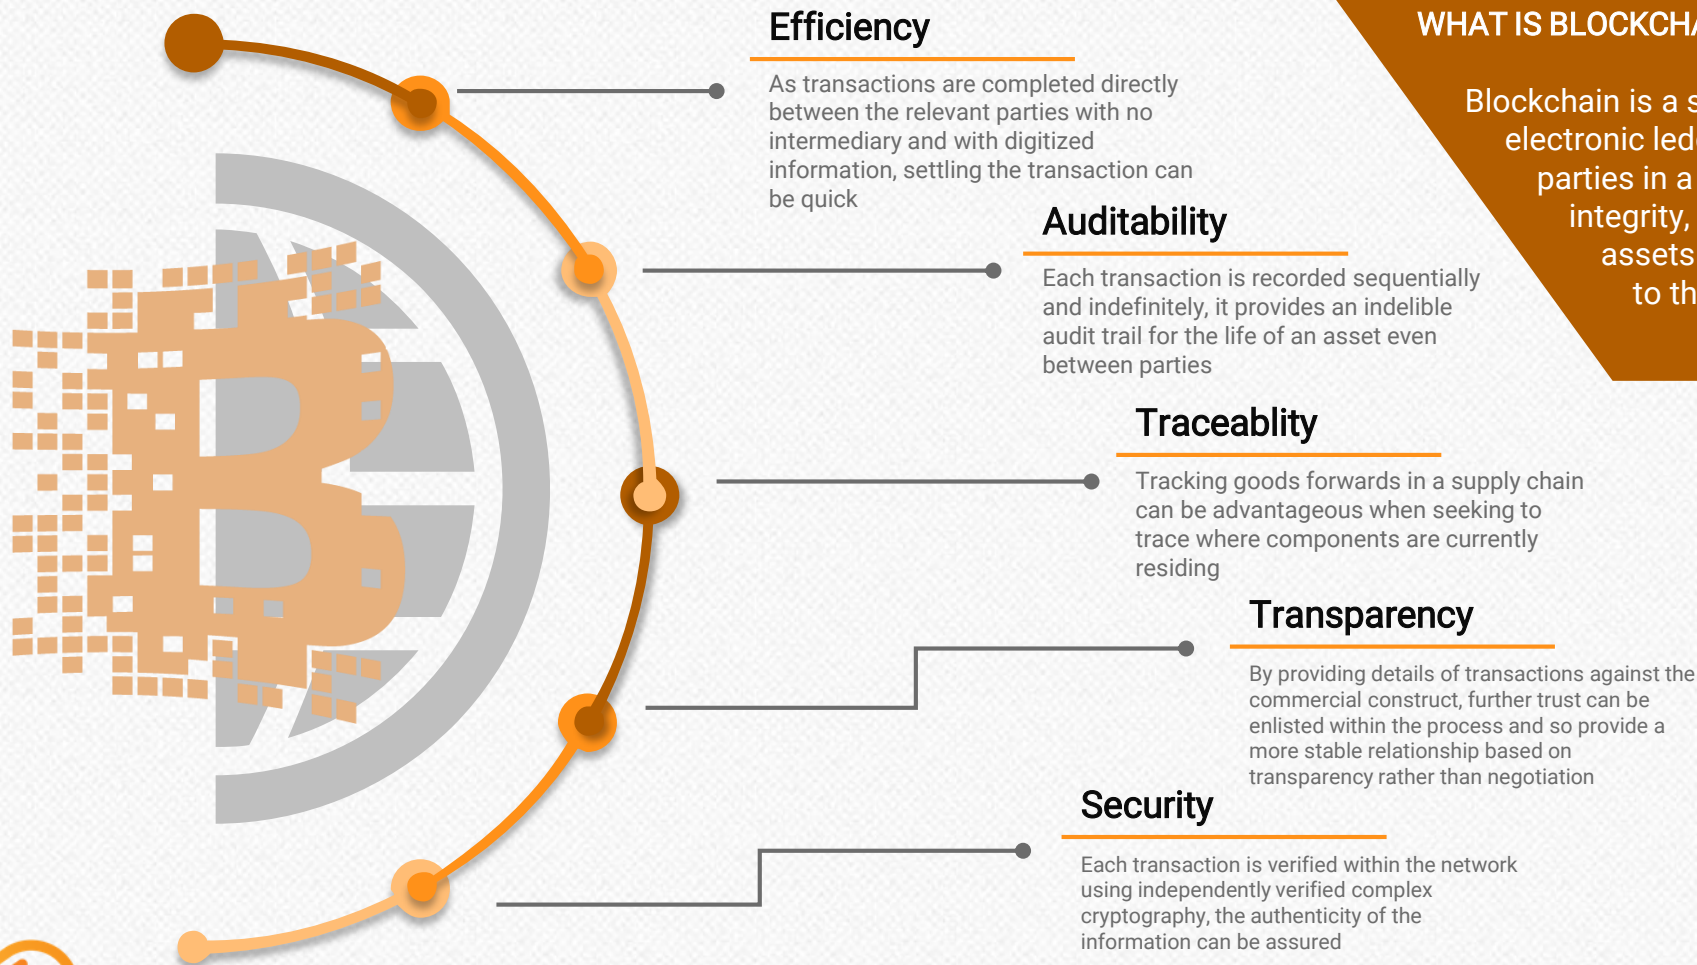 Efficiency
As transactions are completed directly
between the relevant parties with no
intermediary and with digitized
information, settling the transaction can
be quick
WHAT IS BLOCKCHA
Blockchain is a s
electronic led
parties in a
integrity,
assets
to th
Auditability
Each transaction is recorded sequentially
and indefinitely, it provides an indelible
audit trail for the life of an asset even
between parties
Traceablity
Tracking goods forwards in a supply chain
can be advantageous when seeking to
trace where components are currently
residing
Transparency
By providing details of transactions against the
commercial construct, further trust can be
enlisted within the process and so provide a
more stable relationship based on
transparency rather than negotiation
Security
Each transaction is verified within the network
using independently verified complex
cryptography, the authenticity of the
information can be assured